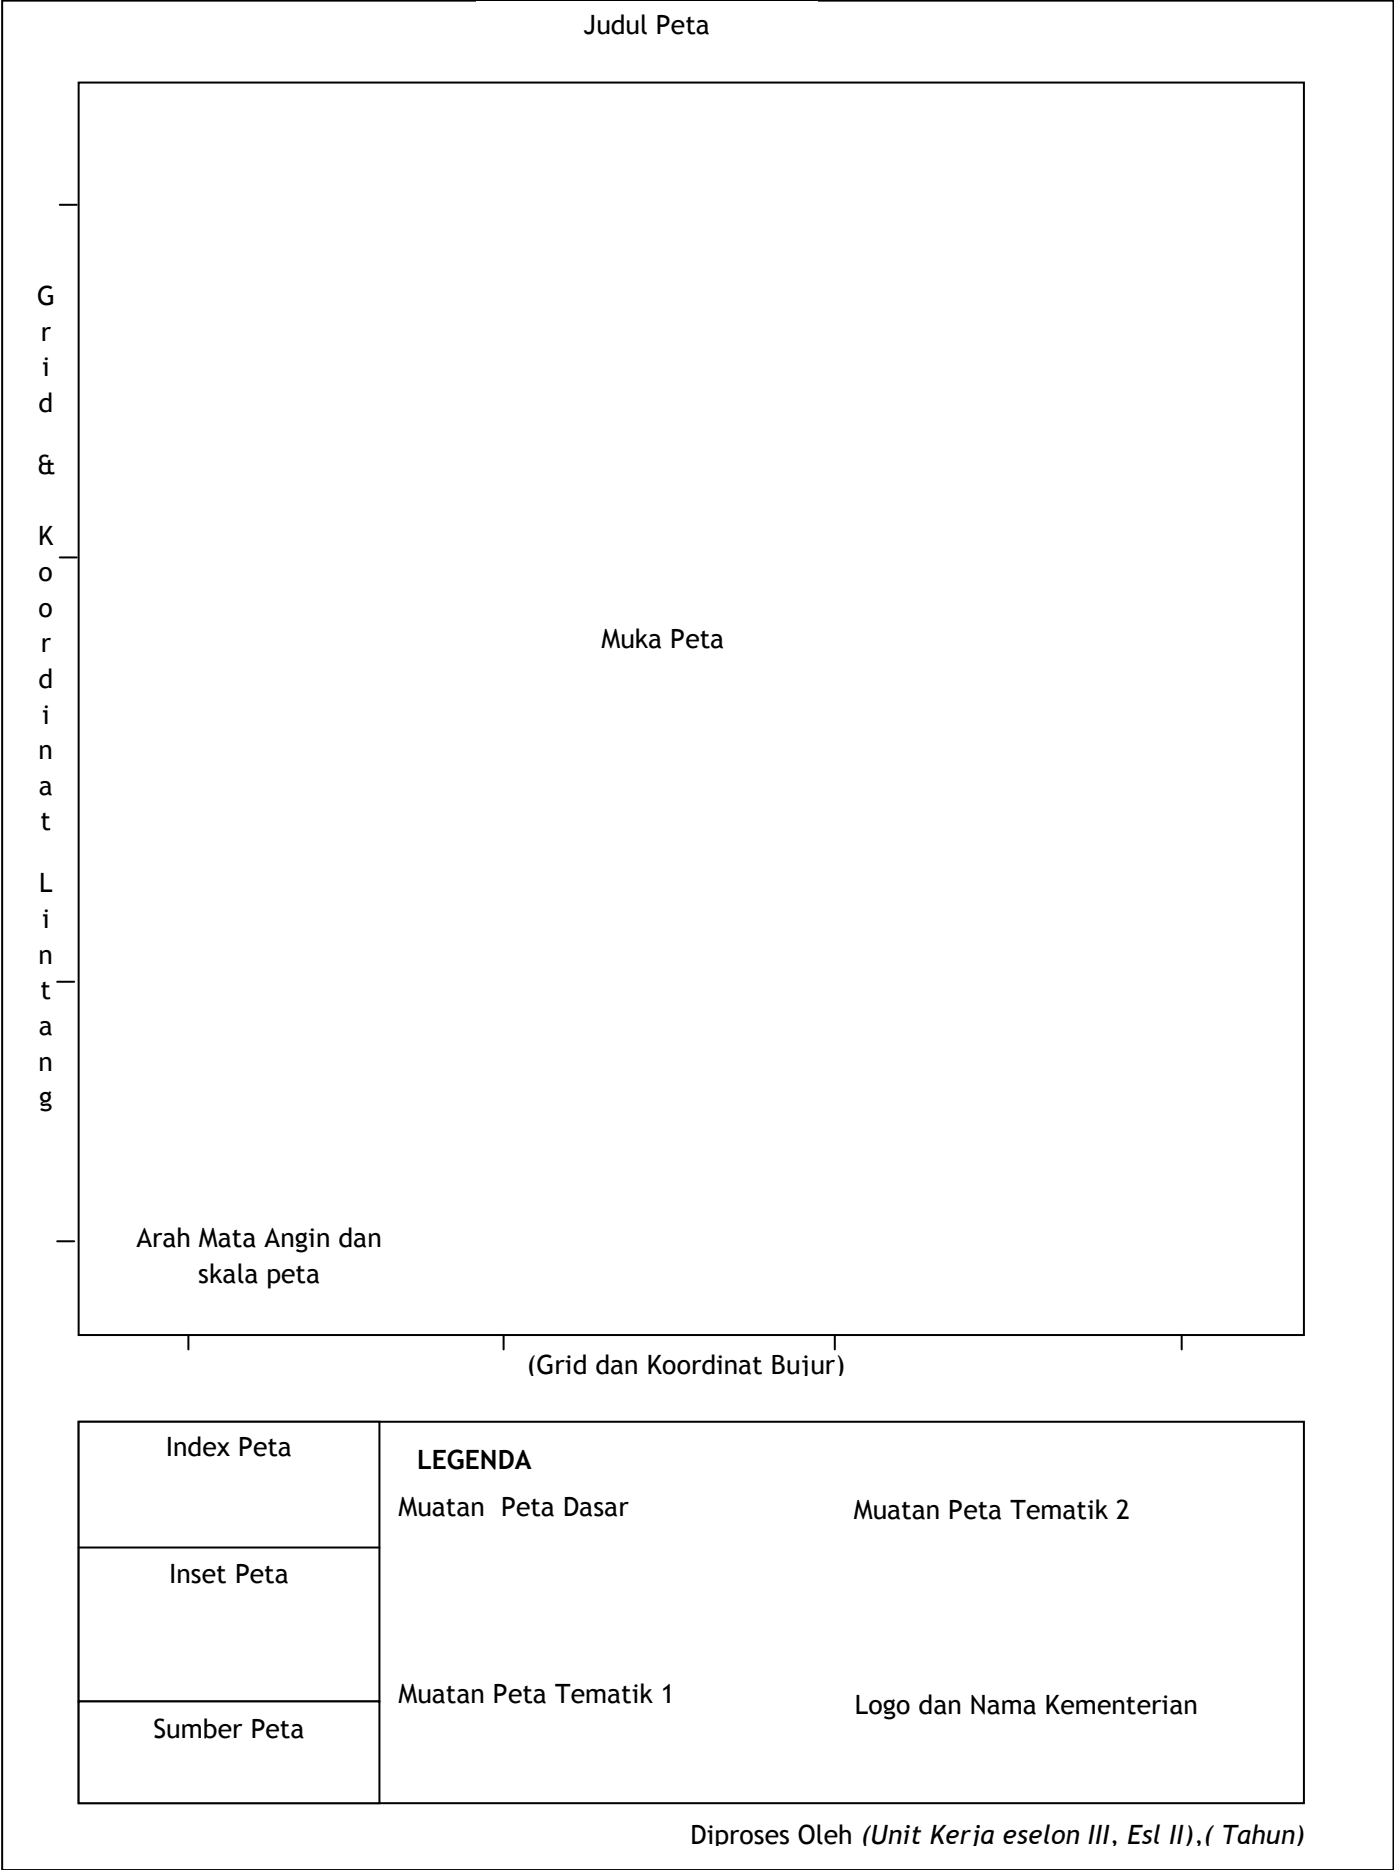 Judul Peta
Grid & Koordinat Lintang
Muka Peta
Arah Mata Angin dan
skala peta
(Grid dan Koordinat Bujur)
Index Peta
Inset Peta
Sumber Peta
LEGENDA
Muatan Peta Dasar
Muatan Peta Tematik 2
Muatan Peta Tematik 1
Logo dan Nama Kementerian
Diproses Oleh (Unit Kerja eselon III, Esl II),( Tahun)